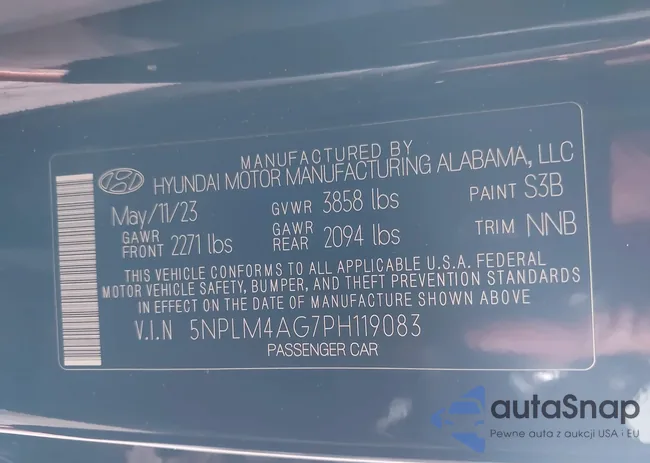 MANUFACTURED BY
HYUNDAI MOTOR MANUFACTURING ALABAMA, LLC
May/11/23 GVWR 3858 lbs PAINT S3B
GAWR FRONT 2271 lbs GAWR REAR 2094 lbs TRIM NNB
THIS VEHICLE CONFORMS TO ALL APPLICABLE U.S.A. FEDERAL
MOTOR VEHICLE SAFETY, BUMPER, AND THEFT PREVENTION STANDARDS
IN EFFECT ON THE DATE OF MANUFACTURE SHOWN ABOVE
V.I.N 5NPLM4AG7PH119083
PASSENGER CAR
autaSnap
Pewne auta z aukcji USA i EU